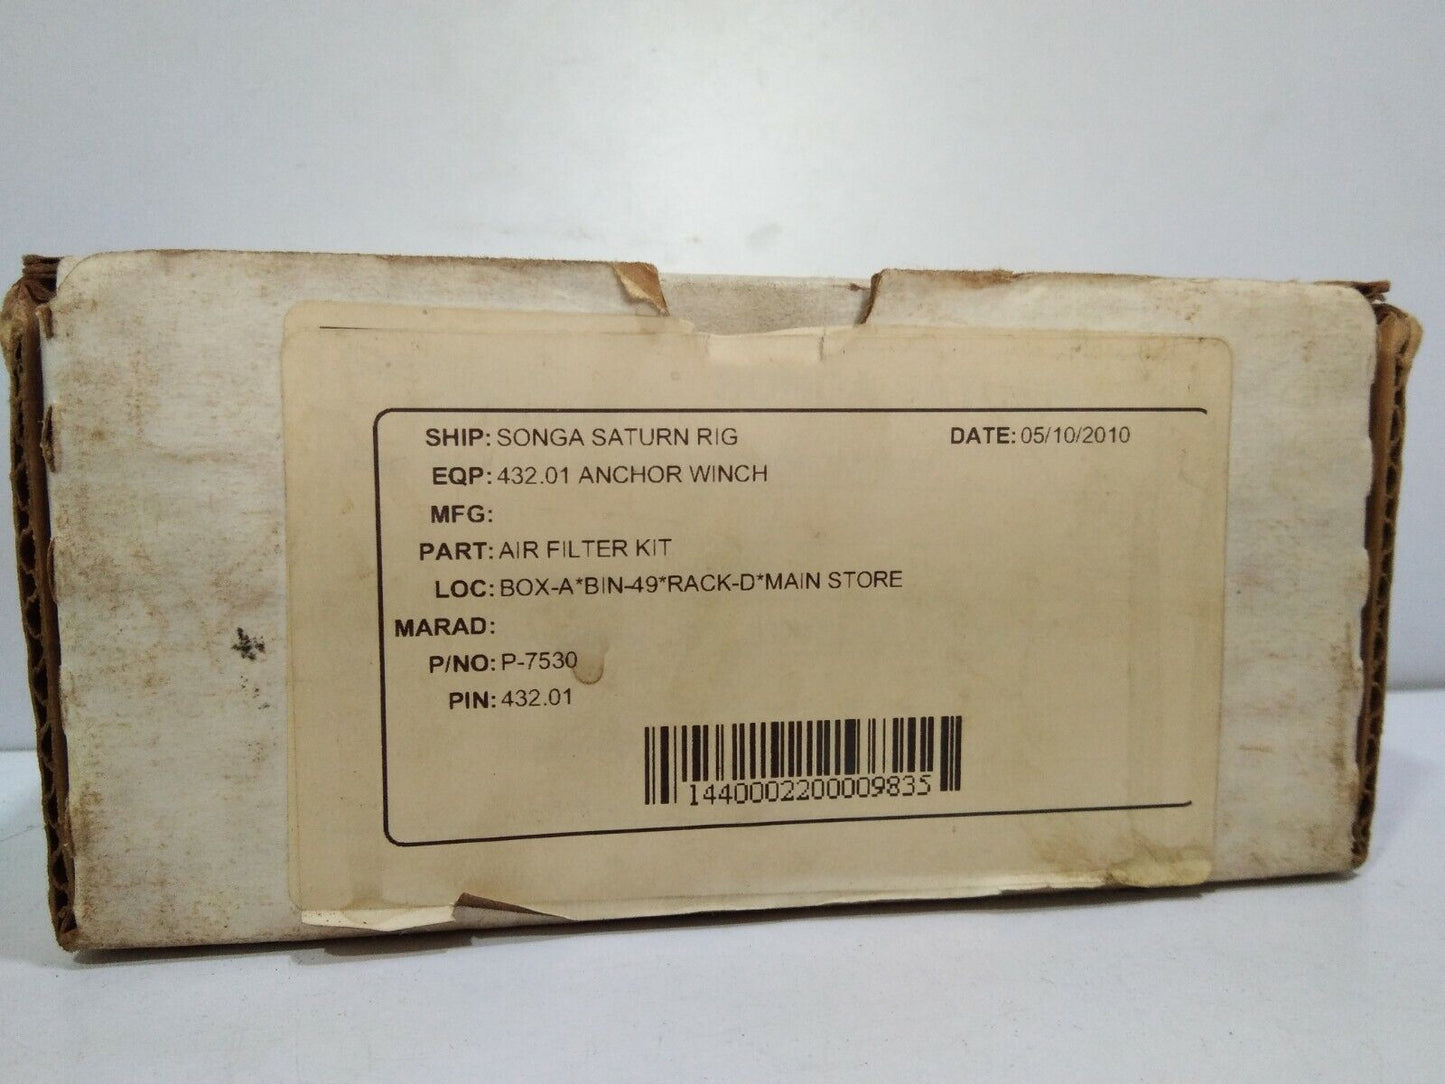 SHIP: SONGA SATURN RIG DATE: 05/10/2010
EQP: 432.01 ANCHOR WINCH
MFG:
PART: AIR FILTER KIT
LOC: BOX-A*BIN-49*RACK-D*MAIN STORE
MARAD:
P/NO: P-7530
PIN: 432.01
1440002200009835